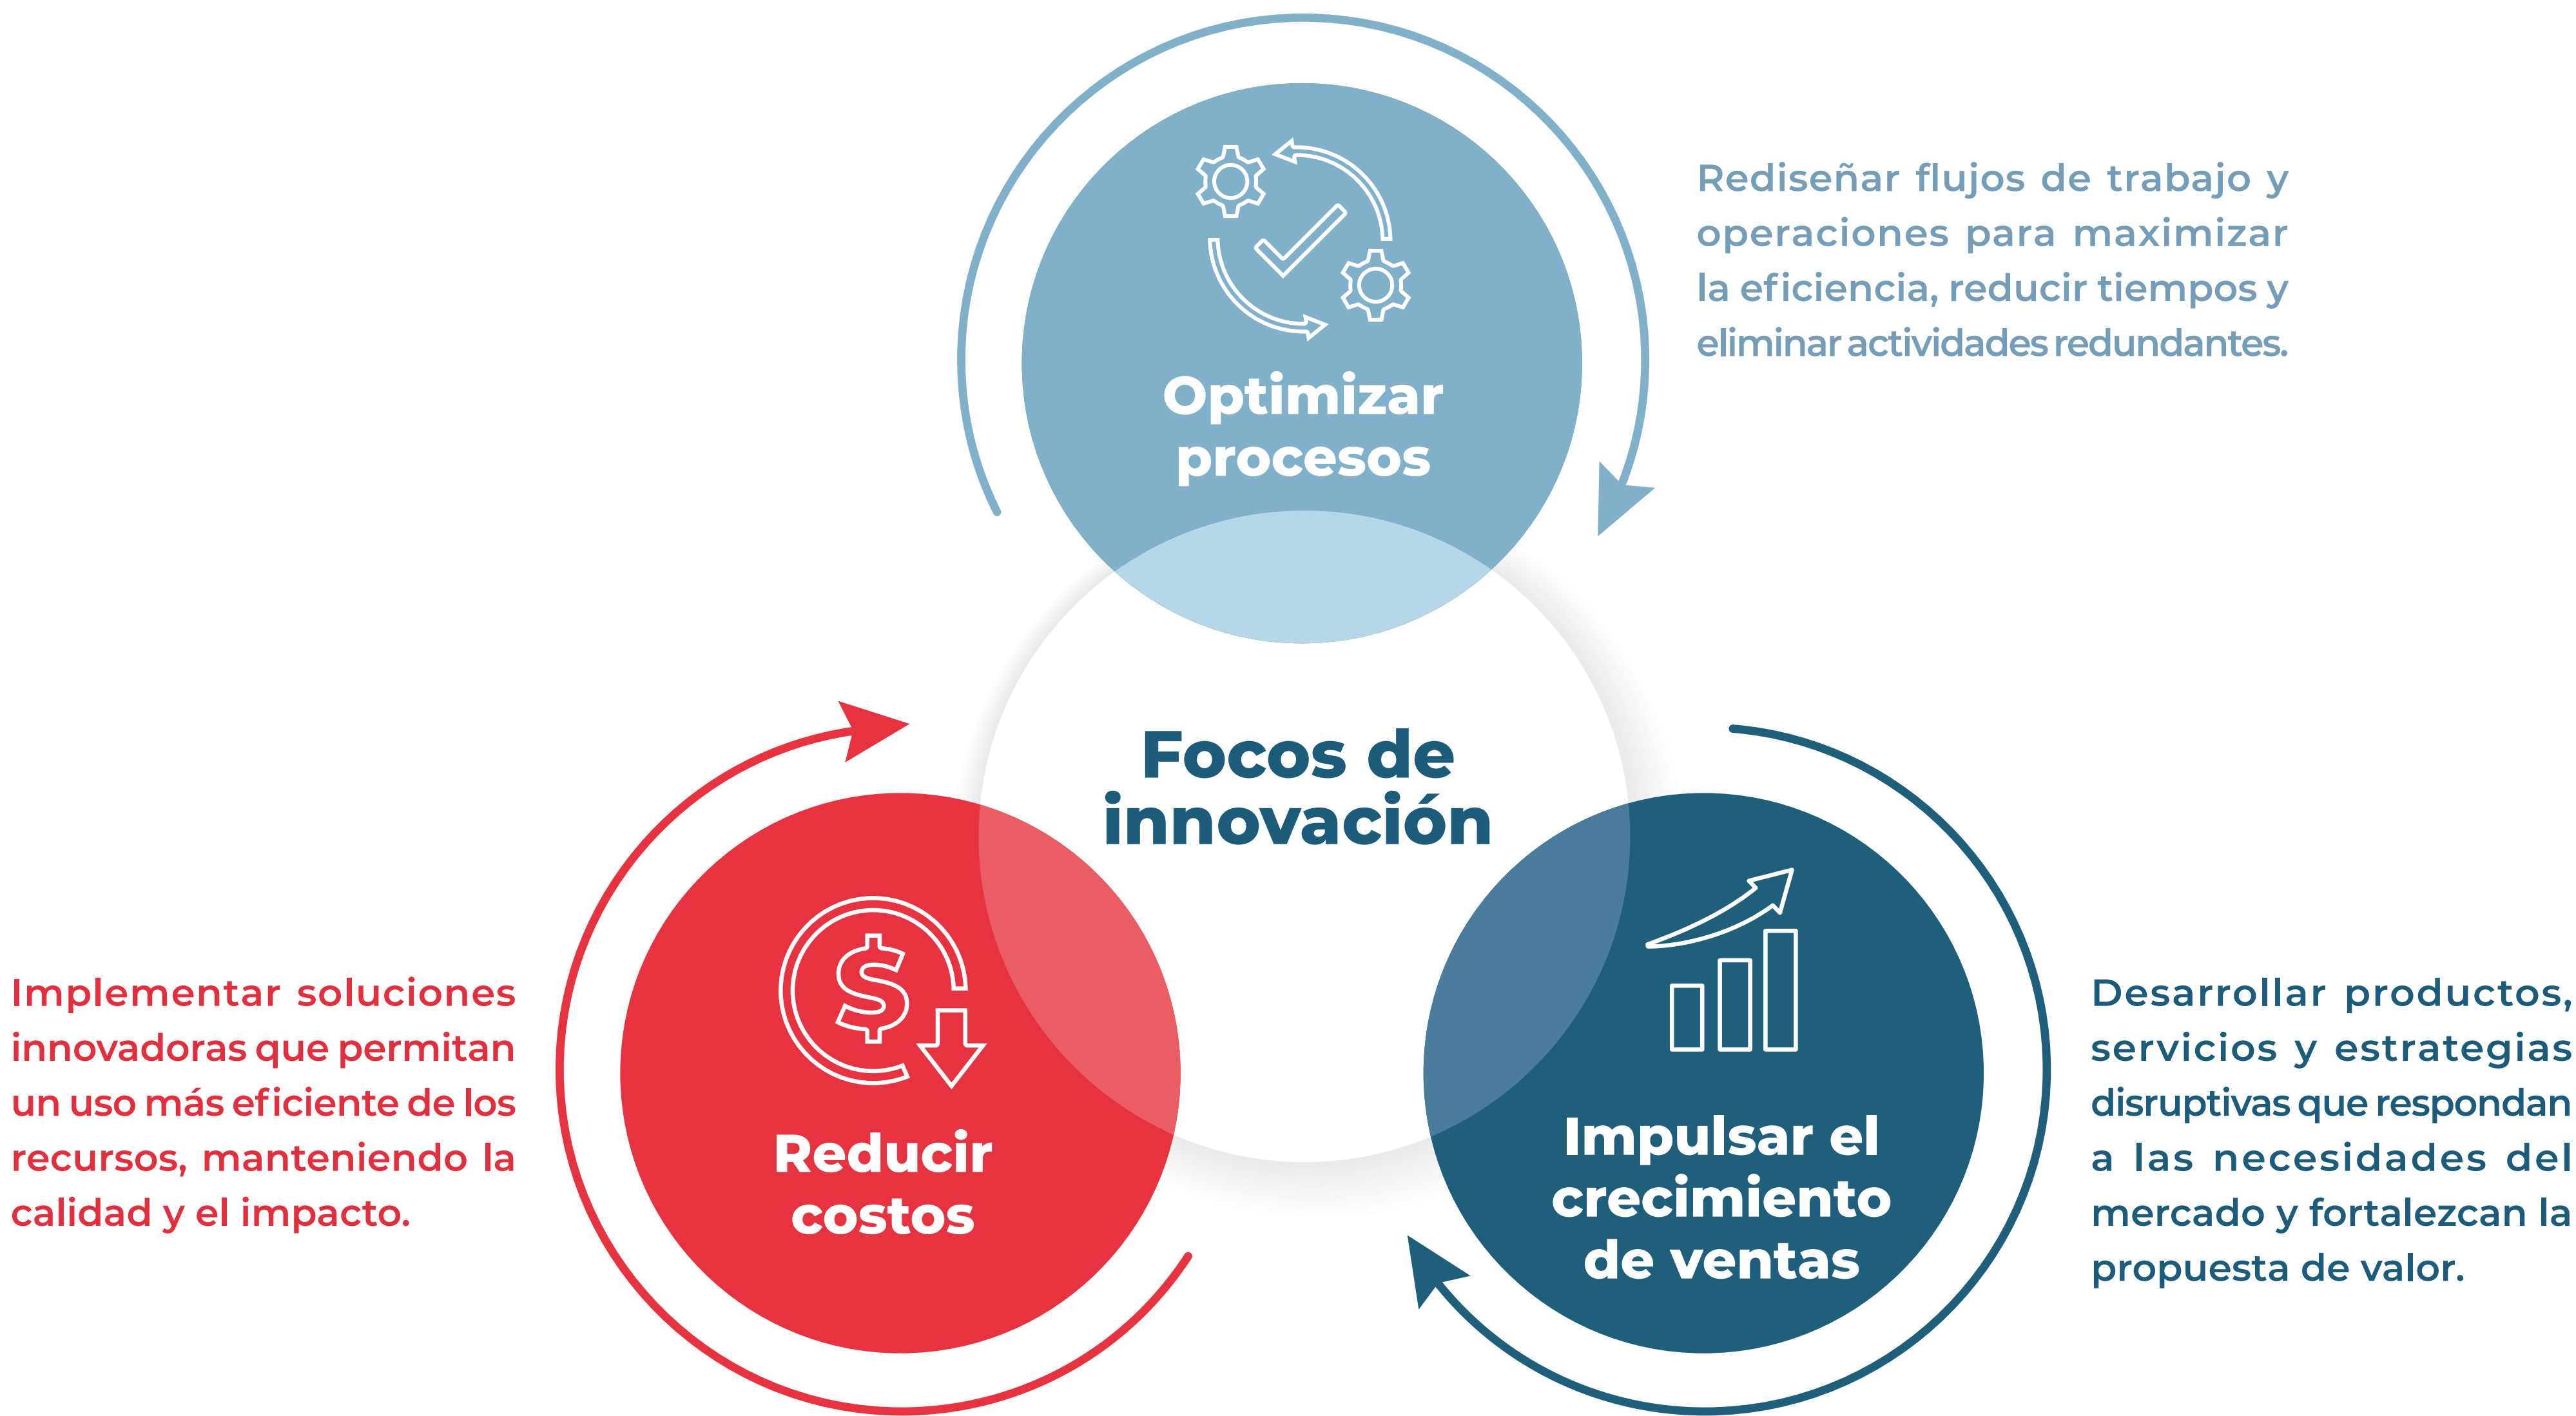 Optimizar
procesos
Rediseñar flujos de trabajo y
operaciones para maximizar
la eficiencia, reducir tiempos y
eliminar actividades redundantes.
Focos de
innovación
Implementar soluciones
innovadoras que permitan
un uso más eficiente de los
recursos, manteniendo la
calidad y el impacto.
$
Reducir
costos
Impulsar el
crecimiento
de ventas
Desarrollar productos,
servicios y estrategias
disruptivas que respondan
a las necesidades del
mercado y fortalezcan la
propuesta de valor.